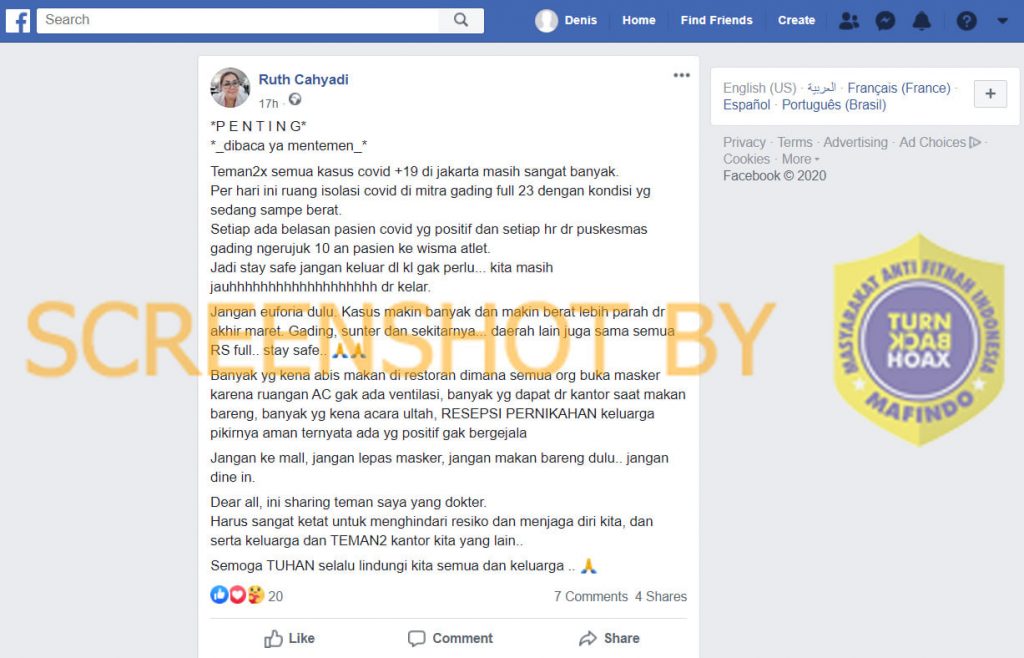 Search
Denis Home Find Friends Create
Ruth Cahyadi
17h ·
*P E N T I N G*
*_dibaca ya mentemen_*
Teman2x semua kasus covid +19 di jakarta masih sangat banyak.
Per hari ini ruang isolasi covid di mitra gading full 23 dengan kondisi yg
sedang sampe berat.
Setiap ada belasan pasien covid yg positif dan setiap hr dr puskesmas
gading ngerujuk 10 an pasien ke wisma atlet.
Jadi stay safe jangan keluar dl kl gak perlu... kita masih
jauhhhhhhhhhhhhhhhhhhh dr kelar.
Jangan euforia dulu. Kasus makin banyak dan makin berat lebih parah dr
akhir maret. Gading, sunter dan sekitarnya... daerah lain juga sama semua
RS full.. stay safe.. 🙏🙏
Banyak yg kena abis makan di restoran dimana semua org buka masker
karena ruangan AC gak ada ventilasi, banyak yg dapat dr kantor saat makan
bareng, banyak yg kena acara ultah, RESEPSI PERNIKAHAN keluarga
pikirnya aman ternyata ada yg positif gak bergejala
Jangan ke mall, jangan lepas masker, jangan makan bareng dulu.. jangan
dine in.
Dear all, ini sharing teman saya yang dokter.
Harus sangat ketat untuk menghindari resiko dan menjaga diri kita, dan
serta keluarga dan TEMAN2 kantor kita yang lain..
Semoga TUHAN selalu lindungi kita semua dan keluarga .. 🙏
20 7 Comments 4 Shares
Like Comment Share
English (US) · العربية · Français (France) ·
Español · Português (Brasil)
Privacy · Terms · Advertising · Ad Choices ·
Cookies · More
Facebook © 2020
SCREENSHOT BY
MASYARAKAT ANTI FITNAH INDONESIA
TURN
BACK
HOAX
MAFINDO